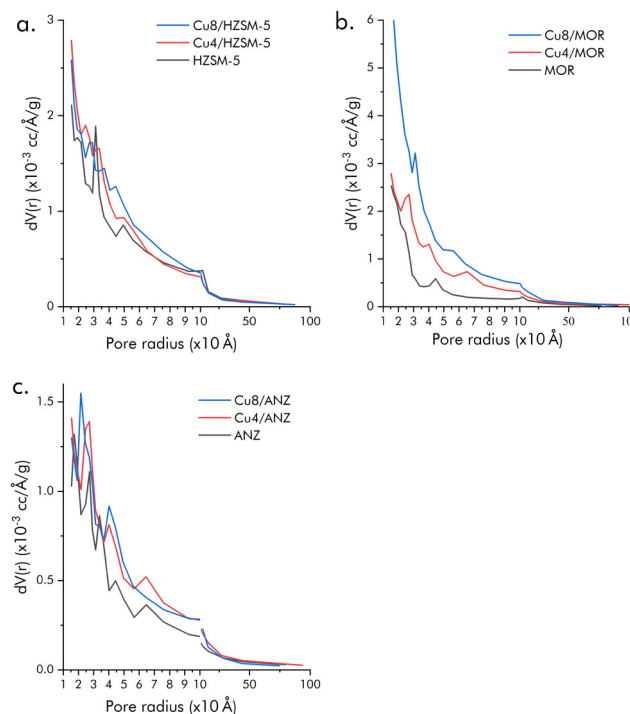 a.
Cu8/HZSM-5
Cu4/HZSM-5
HZSM-5
3
2
1
0
dV(r) (x10⁻³ cc/Å/g)
1 2 3 4 5 6 7 8 9 10 50 100
Pore radius (x10 Å)
b.
Cu8/MOR
Cu4/MOR
MOR
6
5
4
3
2
1
0
dV(r) (x10⁻³ cc/Å/g)
1 2 3 4 5 6 7 8 9 10 50 10
Pore radius (x10 Å)
c.
Cu8/ANZ
Cu4/ANZ
ANZ
1.5
1.0
0.5
0.0
dV(r) (x10⁻³ cc/Å/g)
1 2 3 4 5 6 7 8 9 10 50 100
Pore radius (x10 Å)